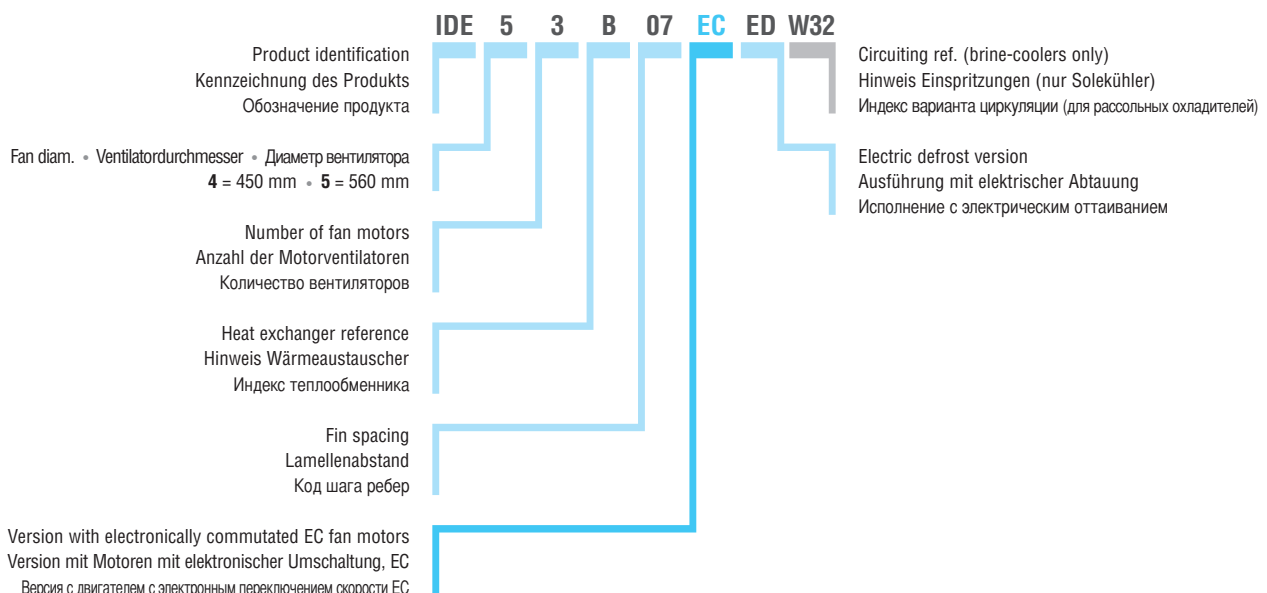 IDE 5 3 B 07 EC ED W32
Product identification
Kennzeichnung des Produkts
Обозначение продукта
Fan diam. • Ventilatordurchmesser • Диаметр вентилятора
4 = 450 mm • 5 = 560 mm
Number of fan motors
Anzahl der Motorventilatoren
Количество вентиляторов
Heat exchanger reference
Hinweis Wärmeaustauscher
Индекс теплообменника
Fin spacing
Lamellenabstand
Код шага ребер
Version with electronically commutated EC fan motors
Version mit Motoren mit elektronischer Umschaltung, EC
Версия с двигателем с электронным переключением скорости EC
Circuiting ref. (brine-coolers only)
Hinweis Einspritzungen (nur Solekühler)
Индекс варианта циркуляции (для рассольных охладителей)
Electric defrost version
Ausführung mit elektrischer Abtauung
Исполнение с электрическим оттаиванием